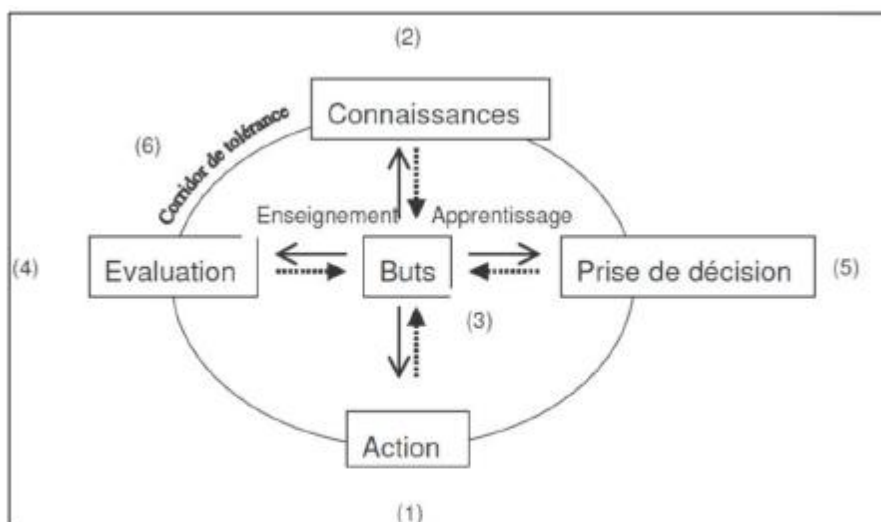 (2)
Connaissances
(6)
Corridor de tolérance
Enseignement
Apprentissage
(4)
Evaluation
Buts
Prise de décision
(5)
(3)
Action
(1)